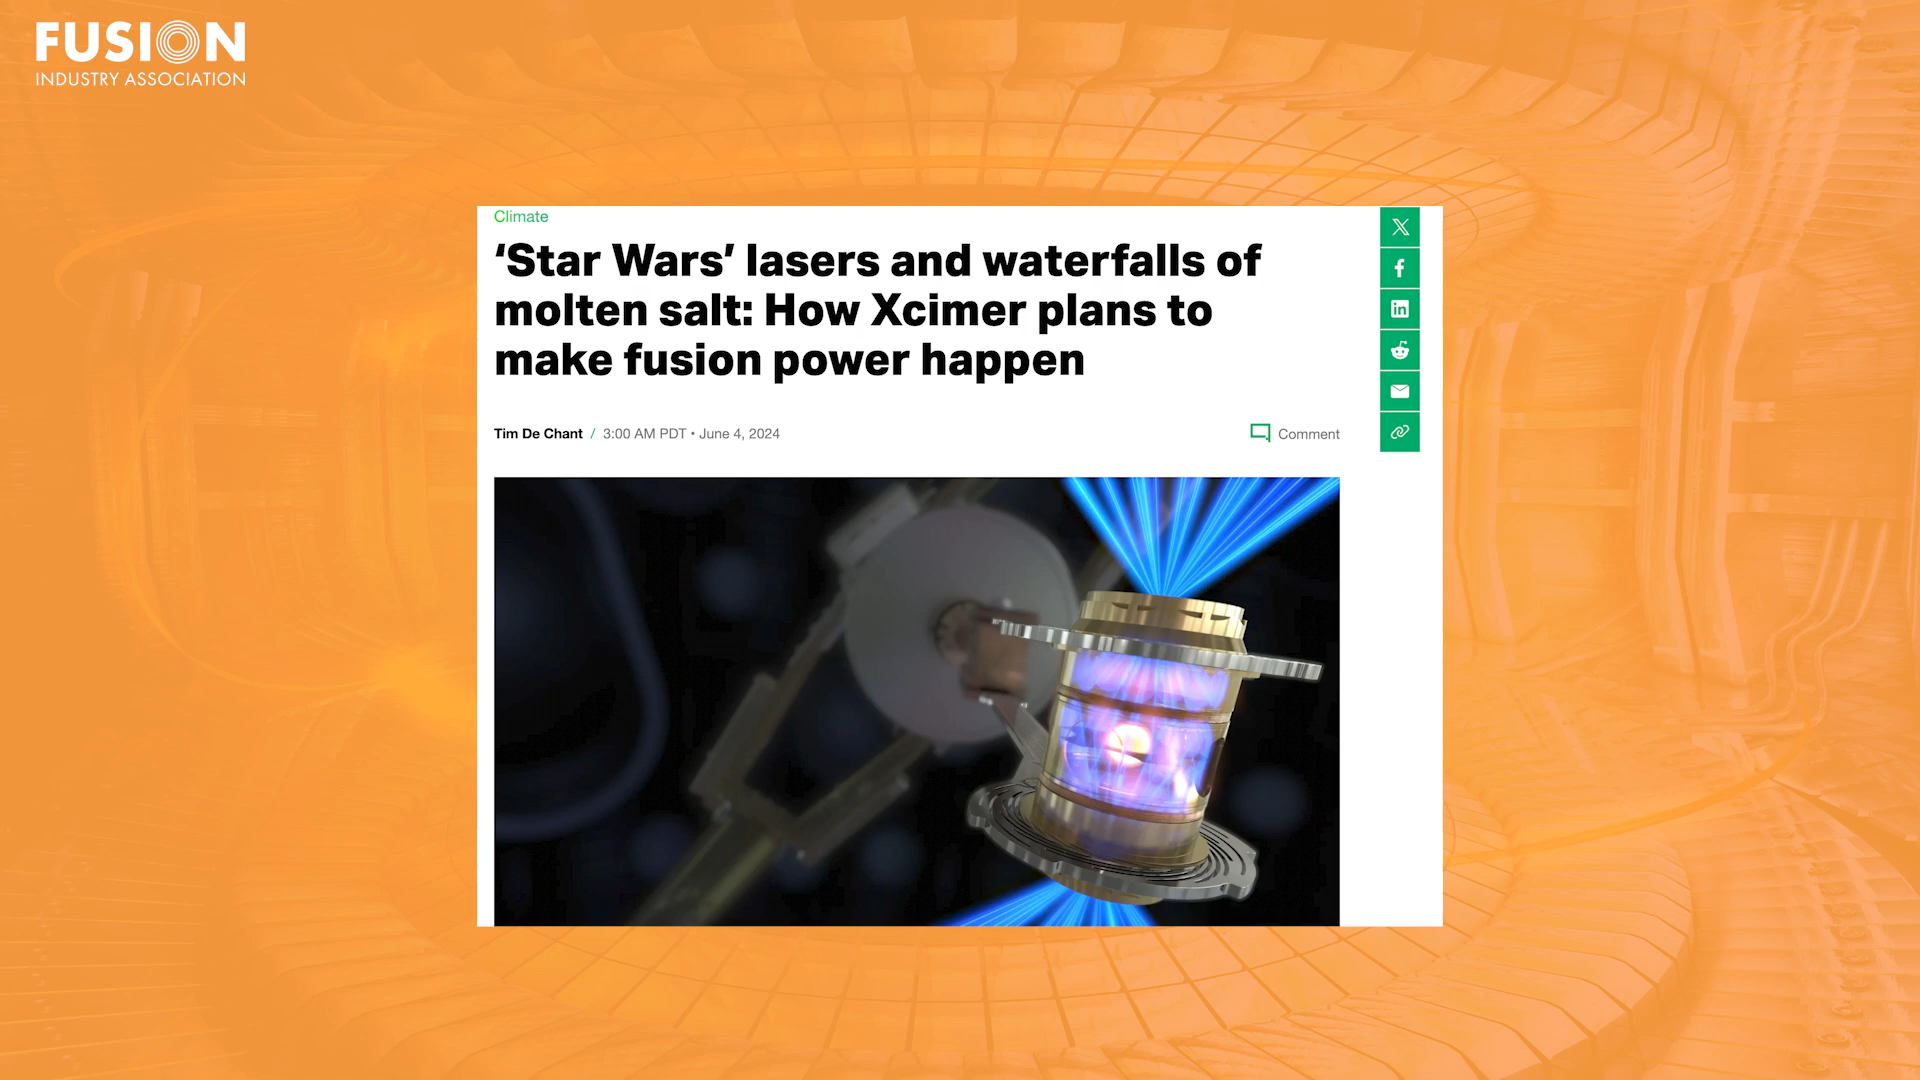 FUSION
INDUSTRY ASSOCIATION
Climate
‘Star Wars’ lasers and waterfalls of
molten salt: How Xcimer plans to
make fusion power happen
Tim De Chant / 3:00 AM PDT • June 4, 2024
Comment